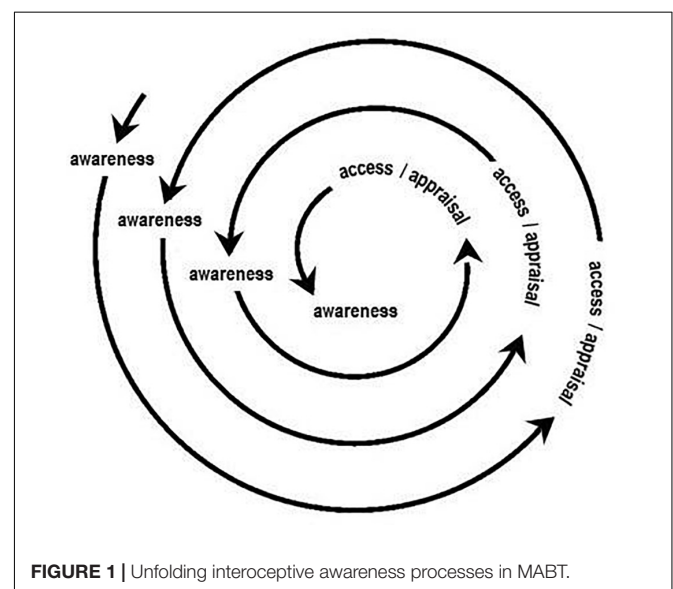 awareness
access / appraisal
awareness
access / appraisal
awareness
access / appraisal
awareness
FIGURE 1 | Unfolding interoceptive awareness processes in MABT.